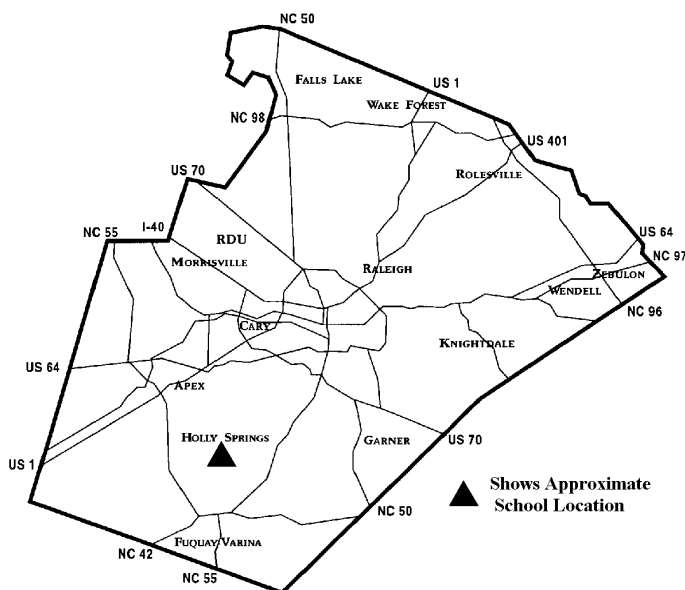 NC 50
FALLS LAKE
US 1
WAKE FOREST
NC 98
US 401
US 70
ROLESVILLE
I-40
NC 55
RDU
US 64
MORRISVILLE
RALEIGH
NC 97
ZEBULON
WENDELL
NC 96
CARY
KNIGHTDALE
US 64
APEX
HOLLY SPRINGS
GARNER
US 70
US 1
Shows Approximate
School Location
NC 50
FUQUAY-VARINA
NC 42
NC 55